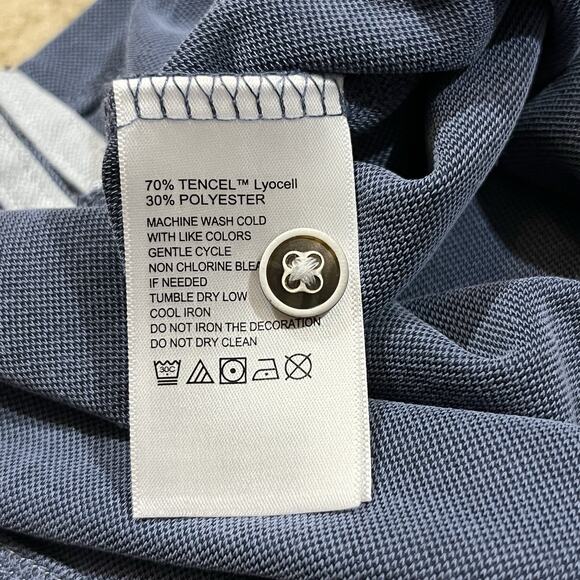 70% TENCEL™ Lyocell
30% POLYESTER
MACHINE WASH COLD
WITH LIKE COLORS
GENTLE CYCLE
NON CHLORINE
IF NEEDED
TUMBLE DRY LOW
COOL IRON
DO NOT IRON THE DECORATION
DO NOT DRY CLEAN
30C